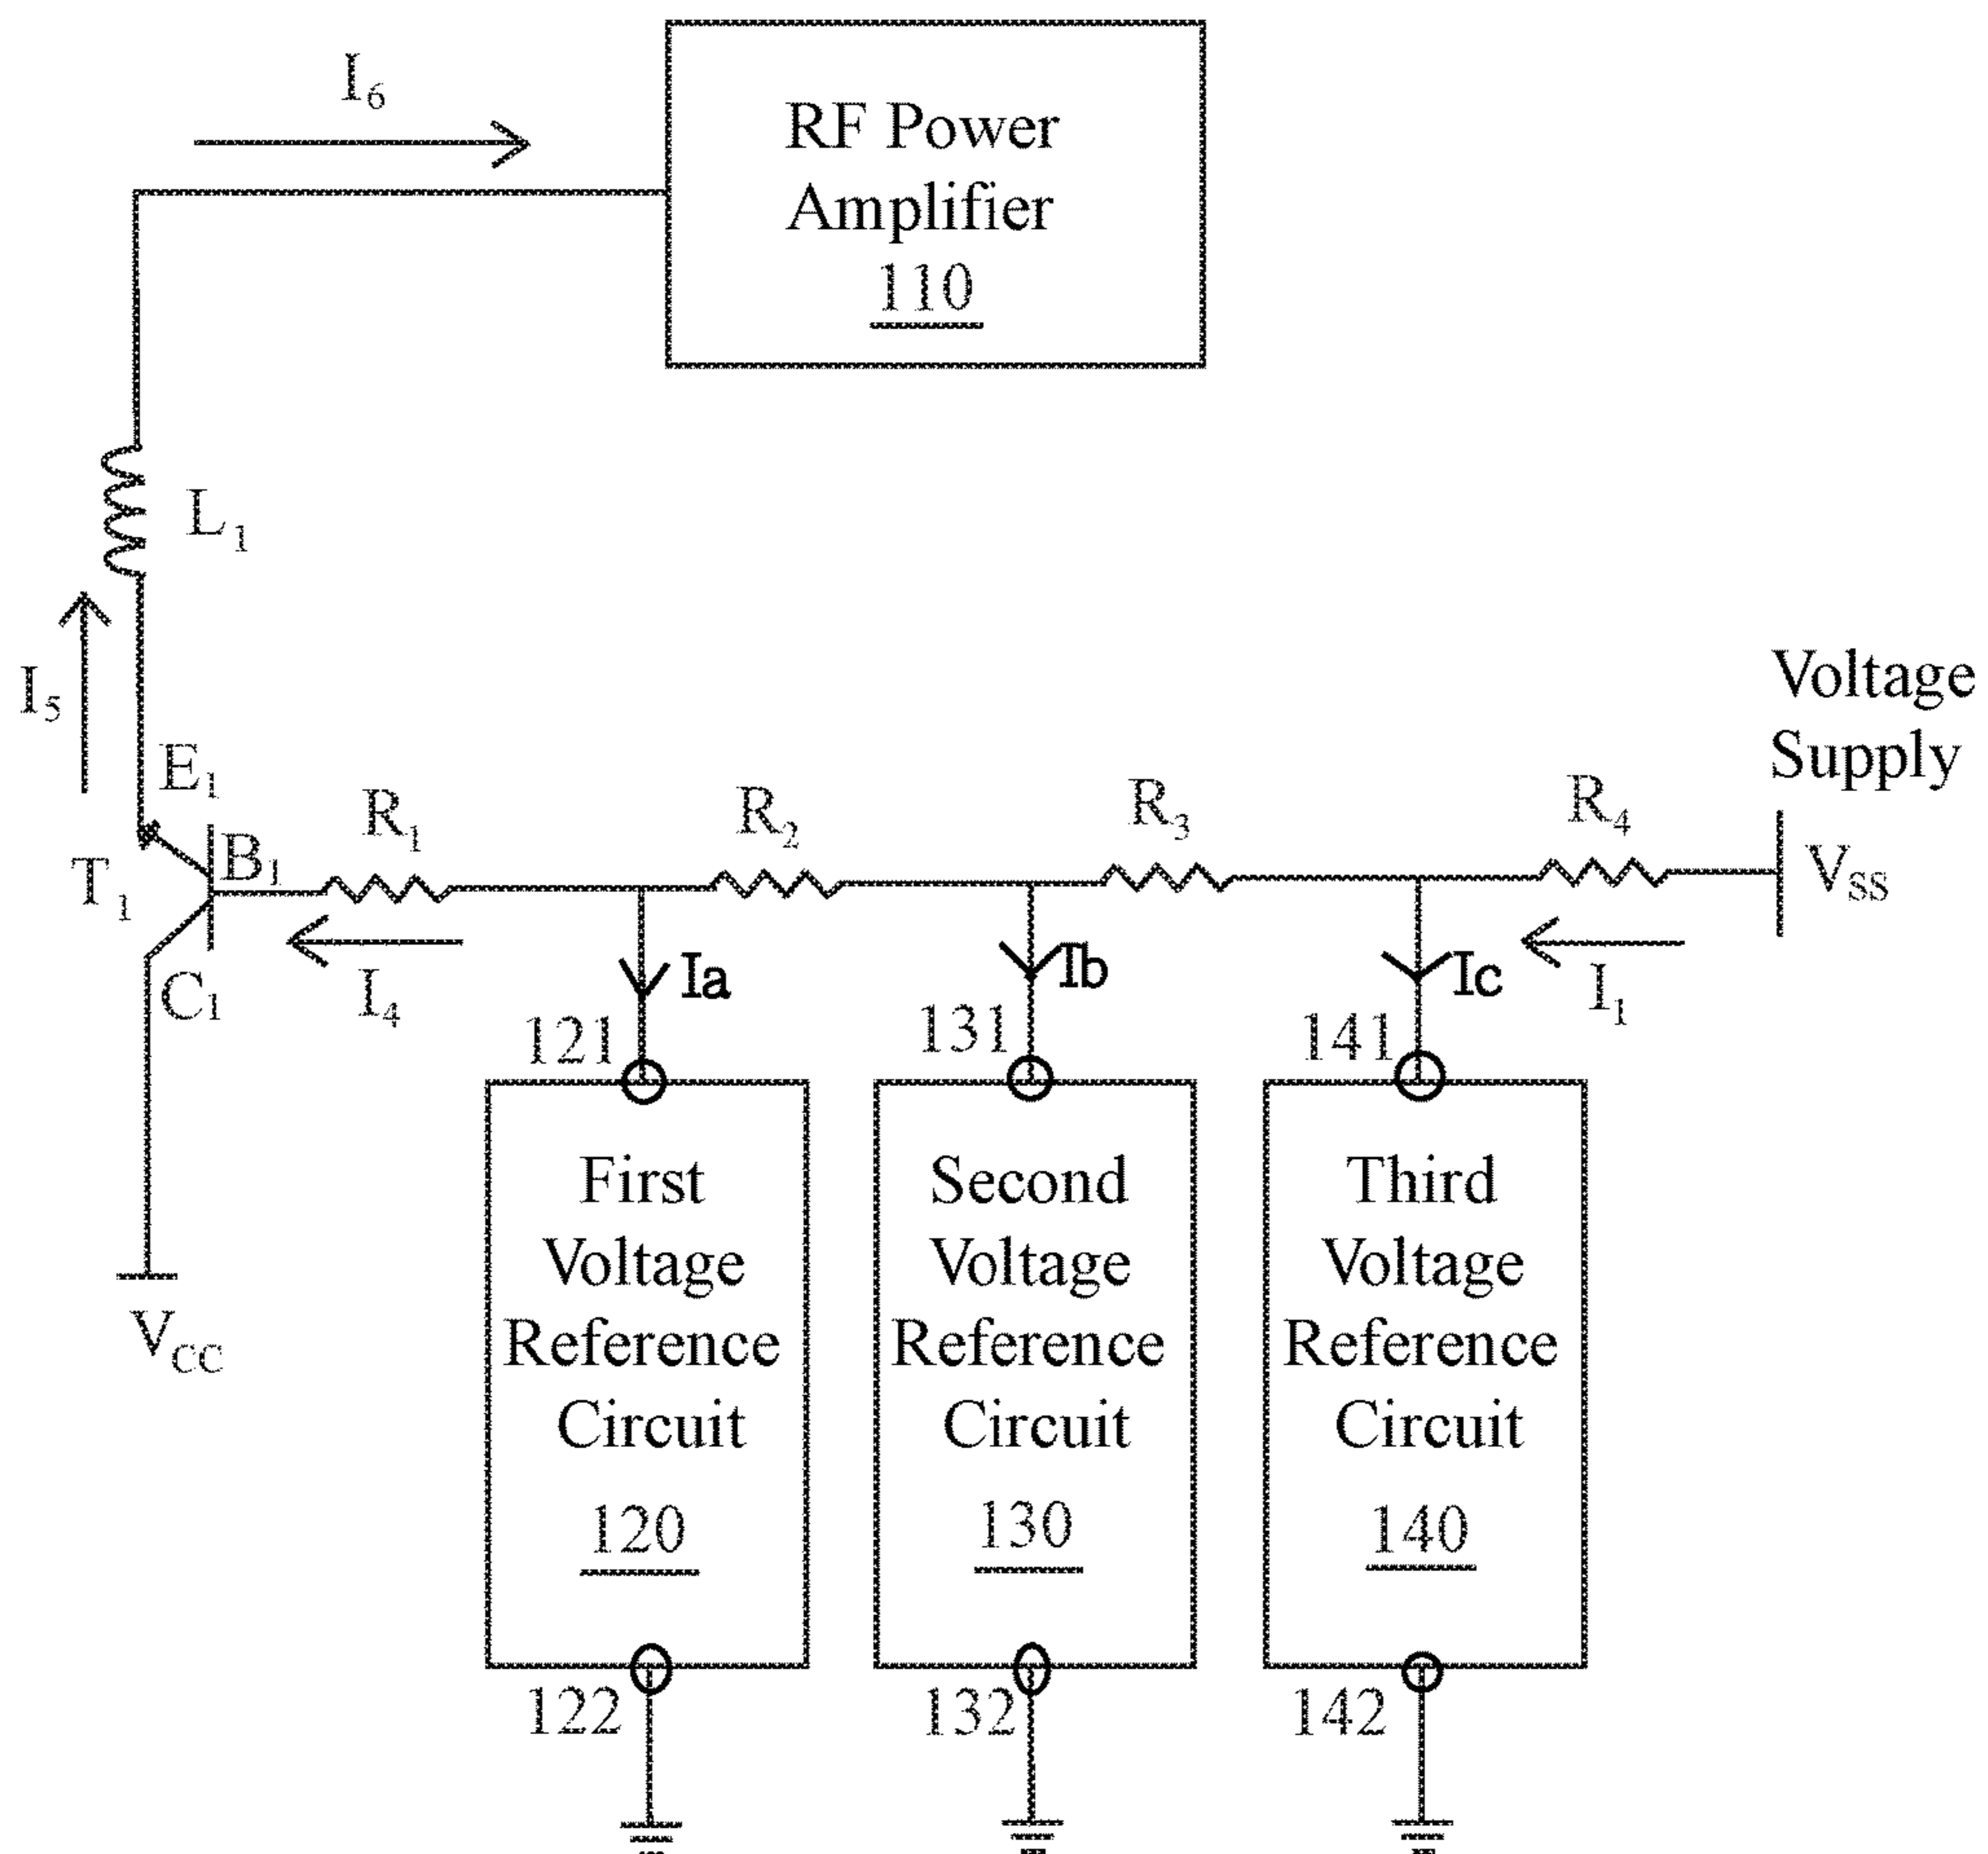 I6
RF Power
Amplifier
110
L1
I5
Voltage
Supply
E1
R1
R2
R3
R4
T1
B1
VSS
C1
I4
Ia
Ib
Ic
I1
121
131
141
First
Voltage
Reference
Circuit
120
Second
Voltage
Reference
Circuit
130
Third
Voltage
Reference
Circuit
140
VCC
122
132
142